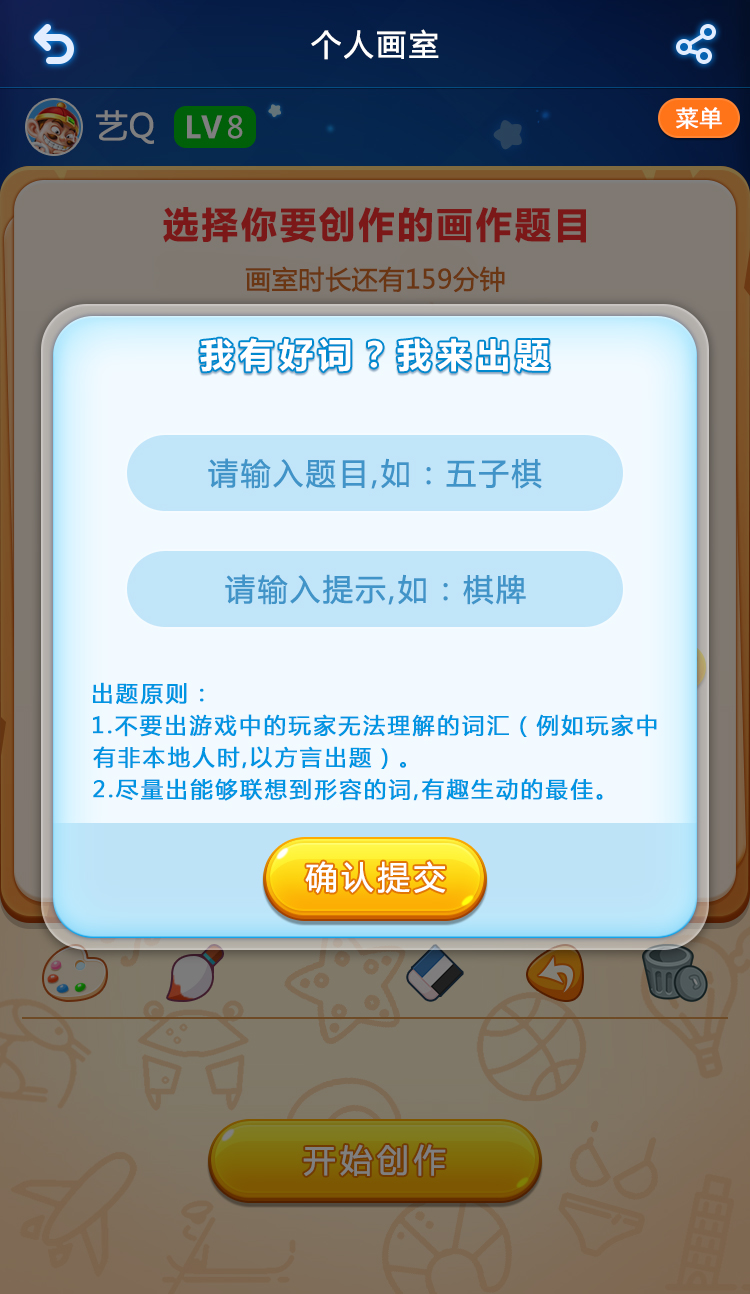 个人画室
艺Q LV8
菜单
选择你要创作的画作题目
画室时长还有159分钟
我有好词？我来出题
请输入题目,如：五子棋
请输入提示,如：棋牌
出题原则：
1.不要出游戏中的玩家无法理解的词汇（例如玩家中
有非本地人时,以方言出题）。
2.尽量出能够联想到形容的词,有趣生动的最佳。
确认提交
开始创作